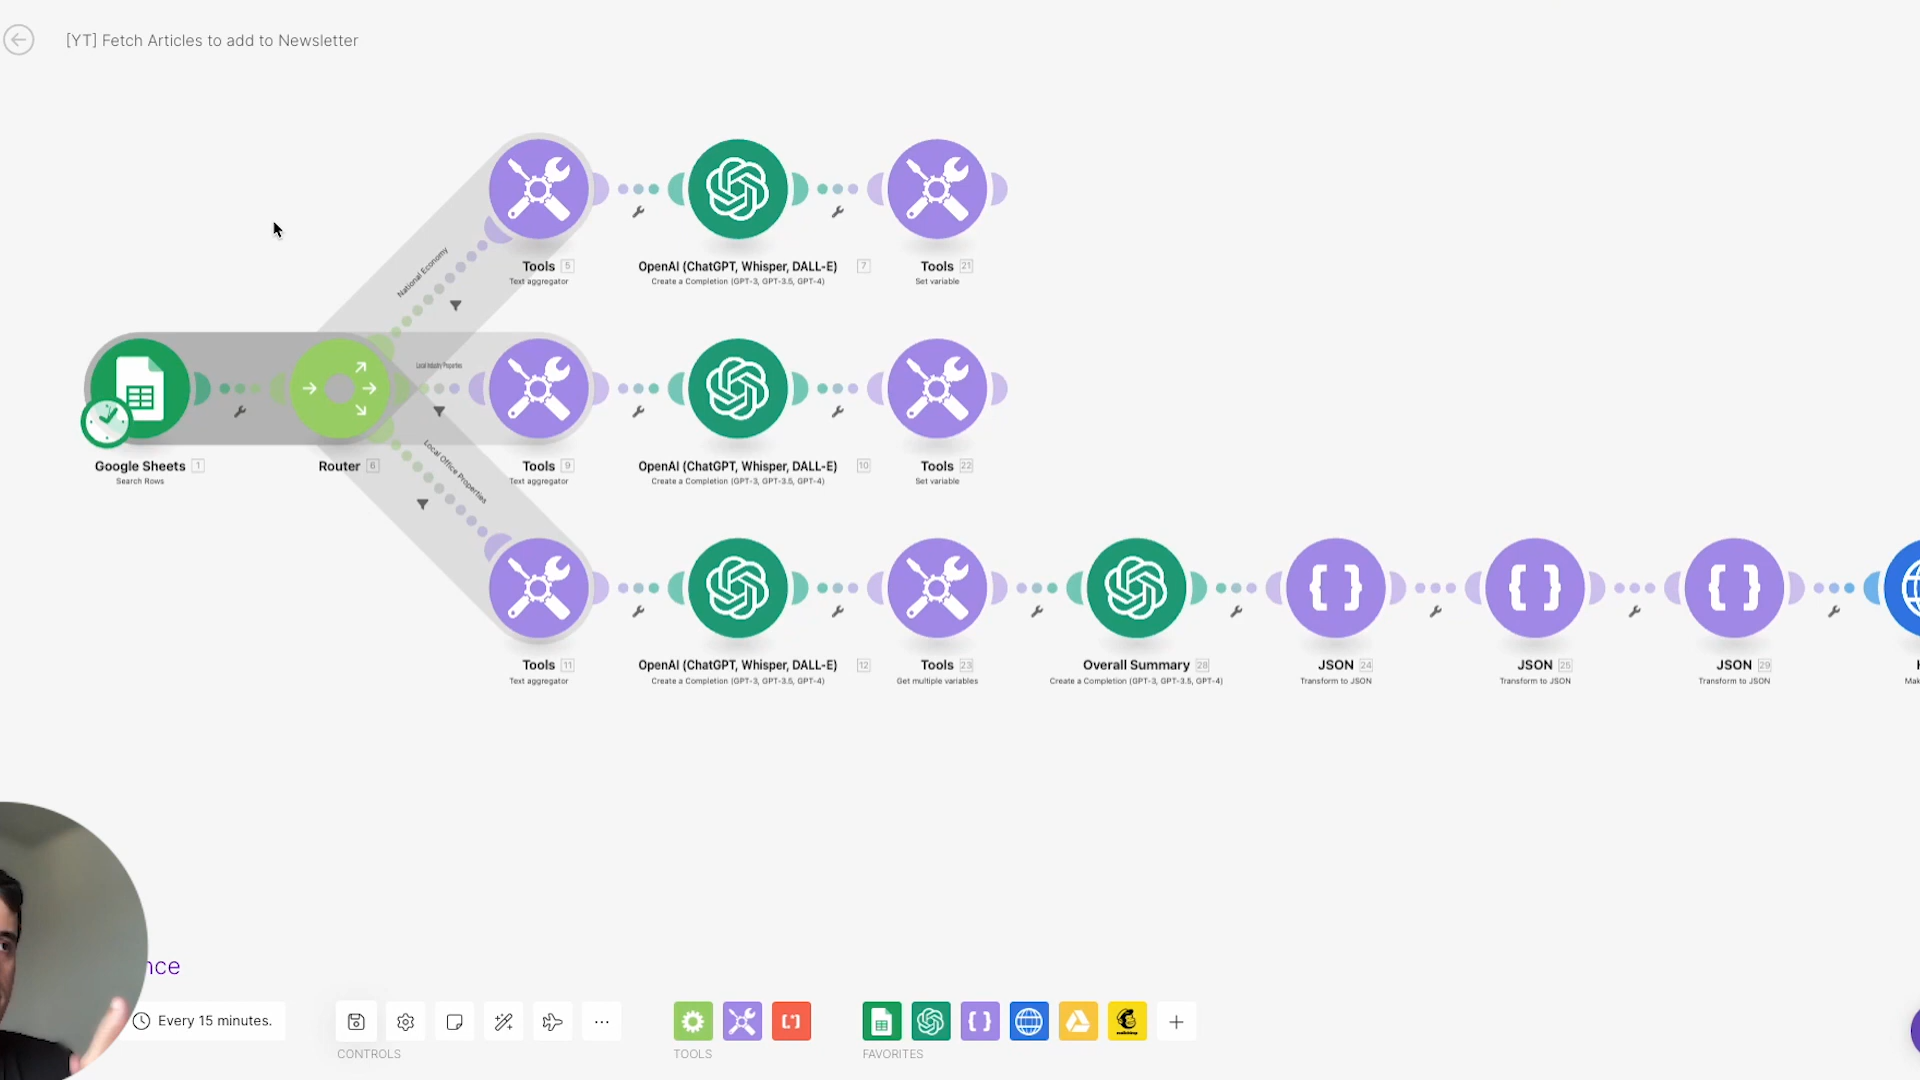 [YT] Fetch Articles to add to Newsletter
National Economy
Tools 5
Text aggregator
OpenAI (ChatGPT, Whisper, DALL-E) 7
Create a Completion (GPT-3, GPT-3.5, GPT-4)
Tools 21
Set variable
Local Industry Properties
Google Sheets 1
Search Rows
Router 6
Tools 9
Text aggregator
OpenAI (ChatGPT, Whisper, DALL-E) 10
Create a Completion (GPT-3, GPT-3.5, GPT-4)
Tools 22
Set variable
Local Office Properties
Tools 11
Text aggregator
OpenAI (ChatGPT, Whisper, DALL-E) 12
Create a Completion (GPT-3, GPT-3.5, GPT-4)
Tools 23
Get multiple variables
Overall Summary 28
Create a Completion (GPT-3, GPT-3.5, GPT-4)
JSON 24
Transform to JSON
JSON 25
Transform to JSON
JSON 29
Transform to JSON
H
Mak
nce
Every 15 minutes.
CONTROLS
TOOLS
FAVORITES